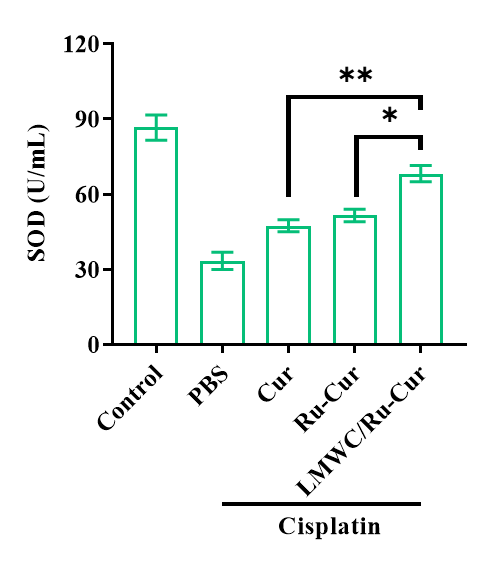 120
**
*
90
SOD (U/mL)
60
30
0
Control
PBS
Cur
Ru-Cur
LMWC/Ru-Cur
Cisplatin